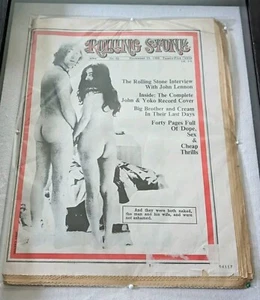 ROLLING STONE
The Rolling Stone Interview
With John Lennon
Inside: The Complete
John & Yoko Record Cover
Big Brother and Cream
In Their Last Days
Forty Pages Full
Of Dope,
Sex
&
Cheap
Thrills
And they were both naked,
the man and his wife, and were
not ashamed.